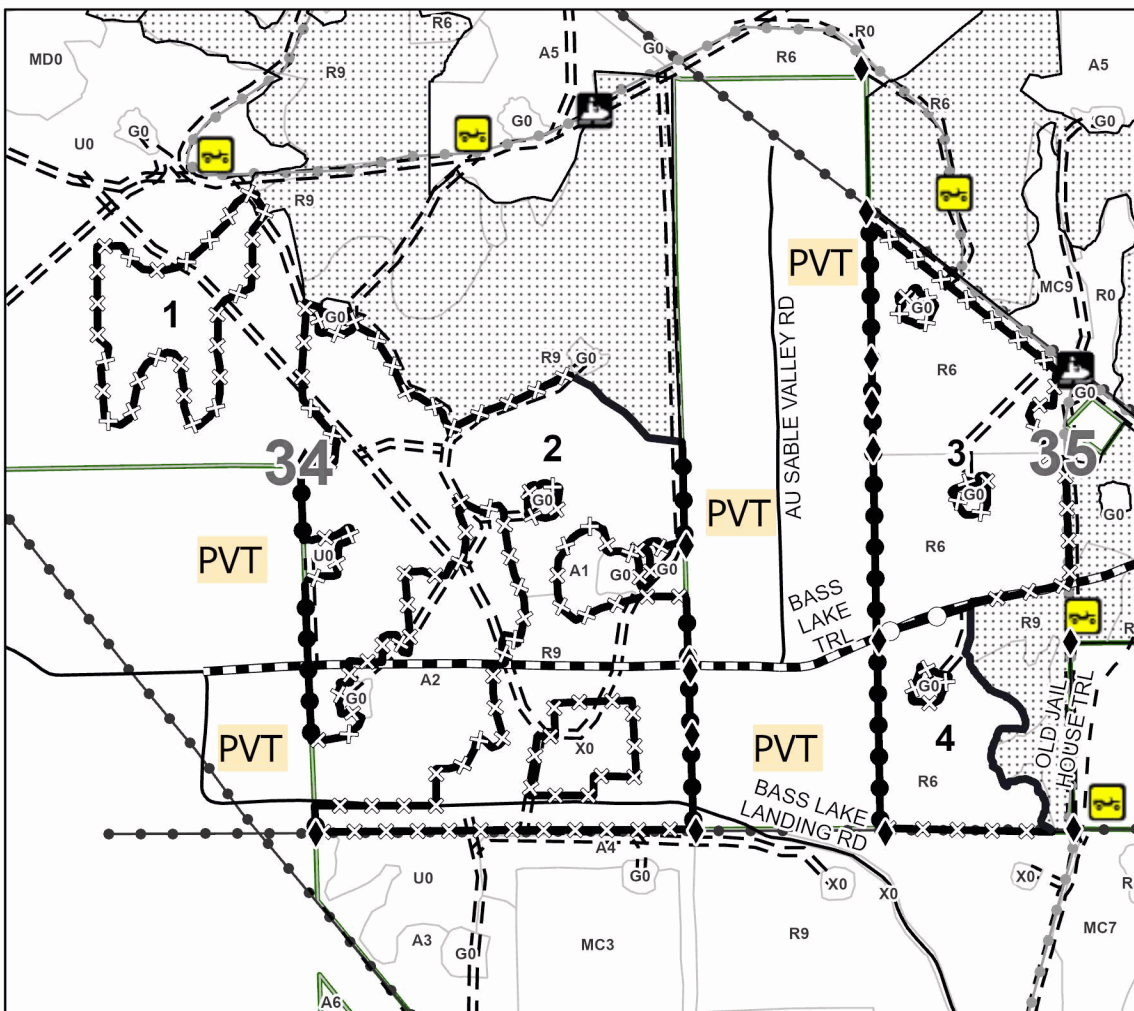 R6
R0
MD0
R9
A5
G0
R6
A5
G0
U0
G0
R6
G0
R9
PVT
MC9
R0
1
G0
G0
AU SABLE VALLEY RD
R9
G0
R6
G0
2
34
3
35
G0
G0
PVT
G0
U0
PVT
A1
G0
G0
R6
BASS
LAKE
TRL
R9
R9
R
A2
G0
G0
PVT
X0
PVT
4
OLD JAIL
HOUSE TRL
R6
BASS LAKE
LANDING RD
A4
U0
G0
X0
X0
X0
R
A3
G0
MC3
R9
MC7
A6